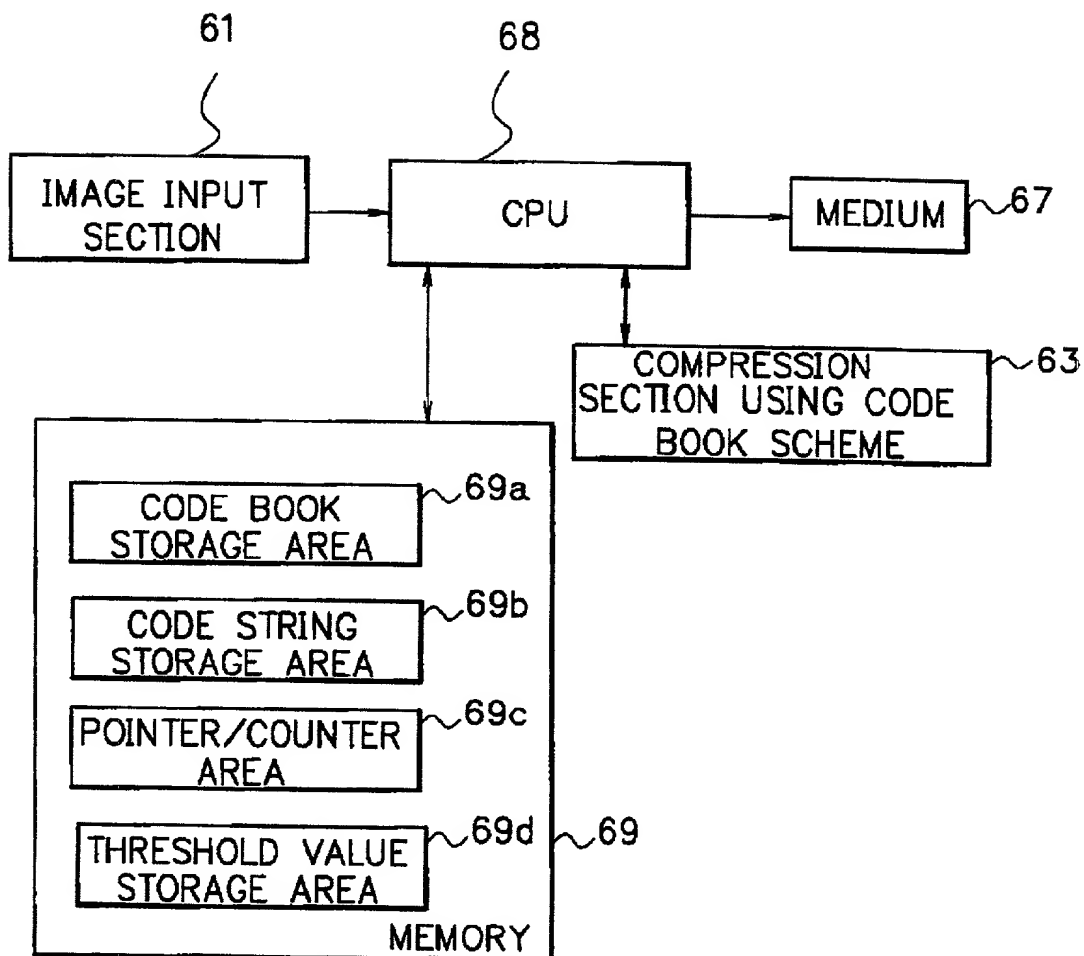 61
68
IMAGE INPUT
SECTION
CPU
MEDIUM
67
COMPRESSION
SECTION USING CODE
BOOK SCHEME
63
CODE BOOK
STORAGE AREA
69a
CODE STRING
STORAGE AREA
69b
POINTER/COUNTER
AREA
69c
THRESHOLD VALUE
STORAGE AREA
69d
69
MEMORY